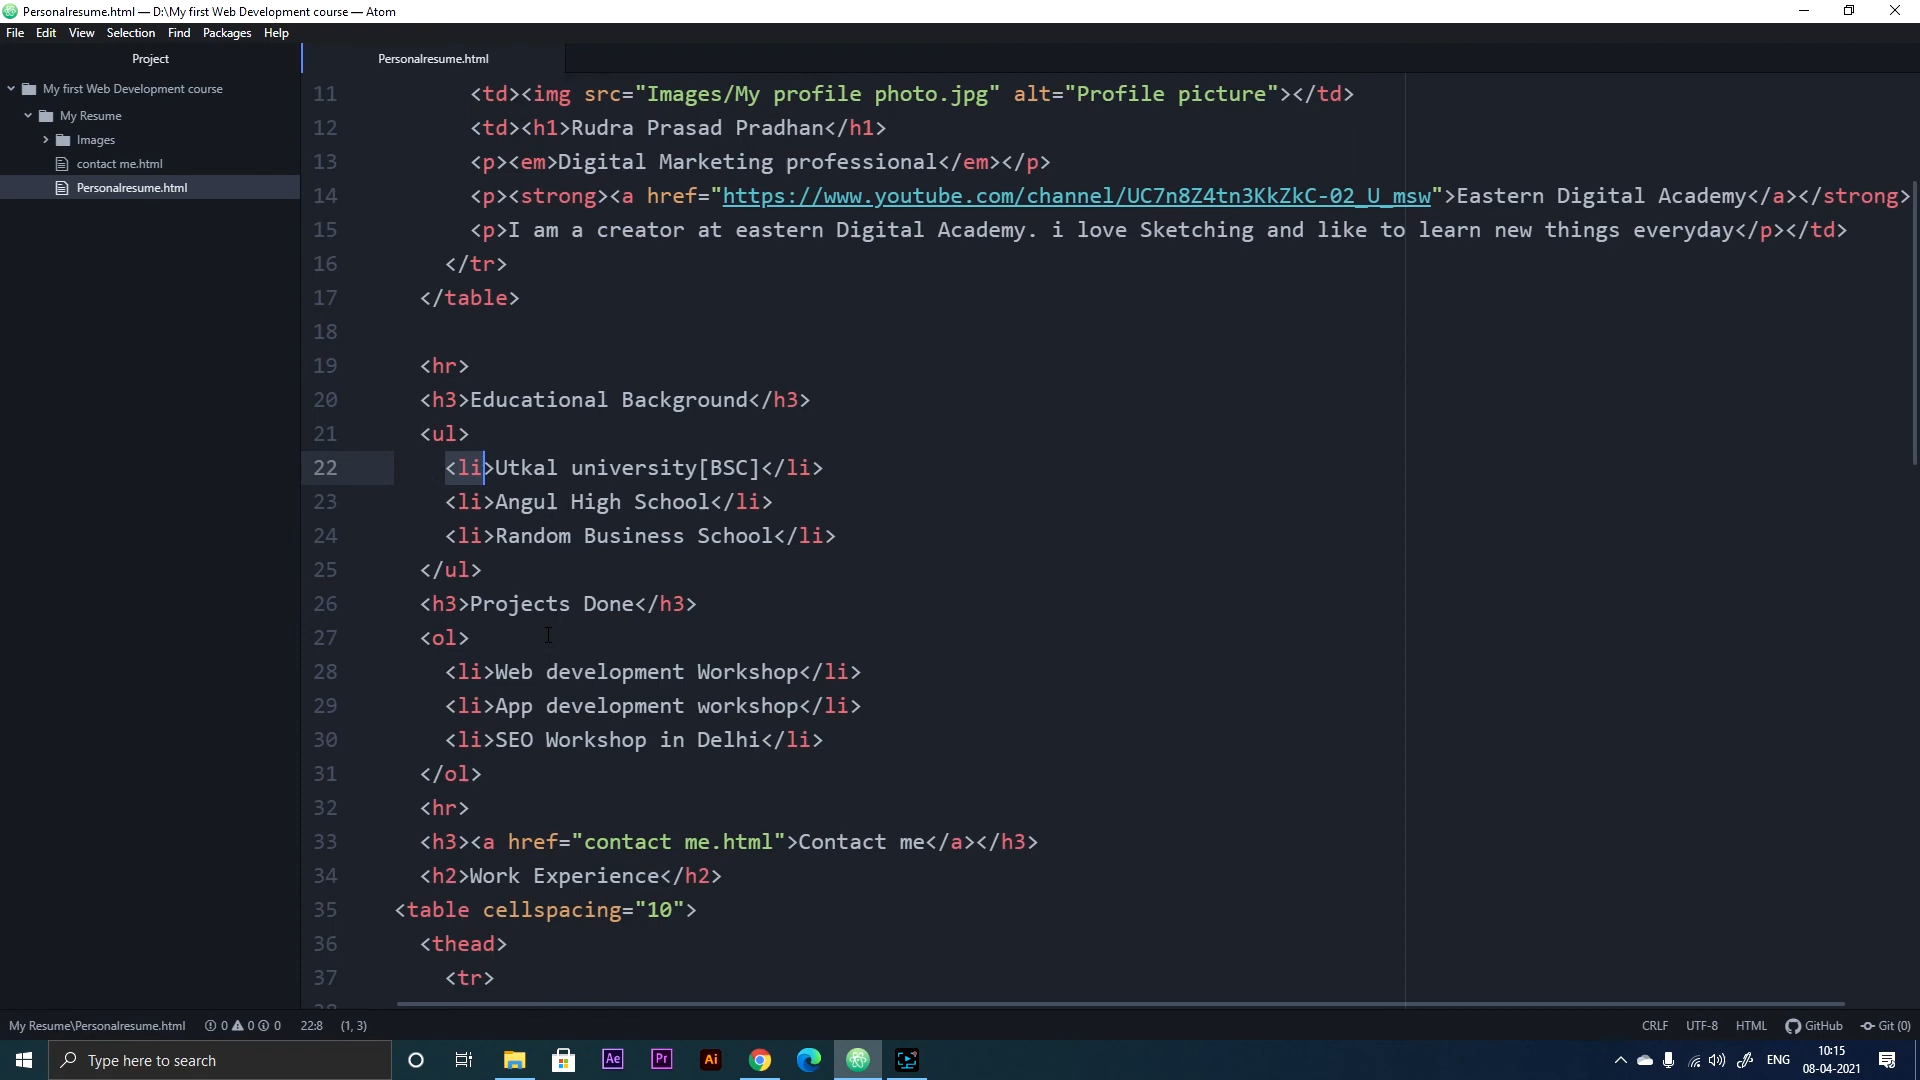 Personalresume.html — D:\My first Web Development course — Atom
File Edit View Selection Find Packages Help
Project
Personalresume.html
My first Web Development course
My Resume
Images
contact me.html
Personalresume.html
11 <td><img src="Images/My profile photo.jpg" alt="Profile picture"></td>
12 <td><h1>Rudra Prasad Pradhan</h1>
13 <p><em>Digital Marketing professional</em></p>
14 <p><strong><a href="https://www.youtube.com/channel/UC7n8Z4tn3KkZkC-02_U_msw">Eastern Digital Academy</a></strong>
15 <p>I am a creator at eastern Digital Academy. i love Sketching and like to learn new things everyday</p></td>
16 </tr>
17 </table>
18
19 <hr>
20 <h3>Educational Background</h3>
21 <ul>
22 <li>Utkal university[BSC]</li>
23 <li>Angul High School</li>
24 <li>Random Business School</li>
25 </ul>
26 <h3>Projects Done</h3>
27 <ol>
28 <li>Web development Workshop</li>
29 <li>App development workshop</li>
30 <li>SEO Workshop in Delhi</li>
31 </ol>
32 <hr>
33 <h3><a href="contact me.html">Contact me</a></h3>
34 <h2>Work Experience</h2>
35 <table cellspacing="10">
36 <thead>
37 <tr>
My Resume\Personalresume.html 0 0 0 22:8 (1, 3) CRLF UTF-8 HTML GitHub Git (0)
Type here to search Ae Pr Ai ENG 10:15
08-04-2021